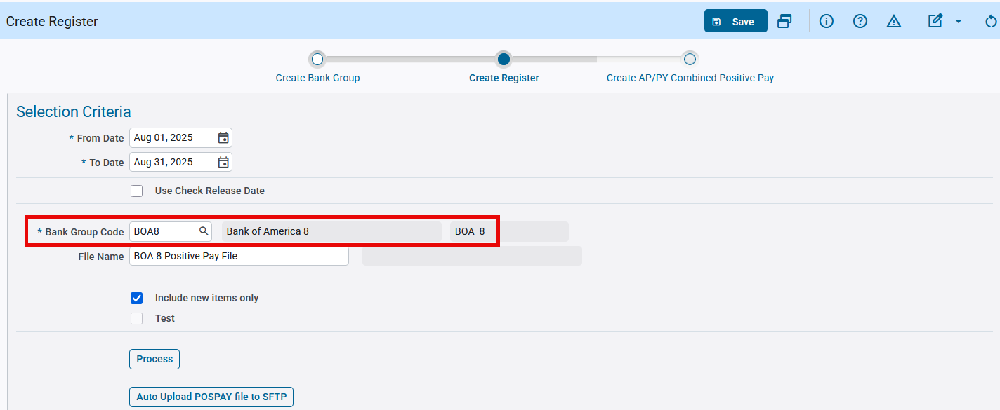 Create Register
Save
Create Bank Group
Create Register
Create AP/PY Combined Positive Pay
Selection Criteria
* From Date Aug 01, 2025
* To Date Aug 31, 2025
Use Check Release Date
* Bank Group Code BOA8 Bank of America 8 BOA_8
File Name BOA 8 Positive Pay File
Include new items only
Test
Process
Auto Upload POSPAY file to SFTP